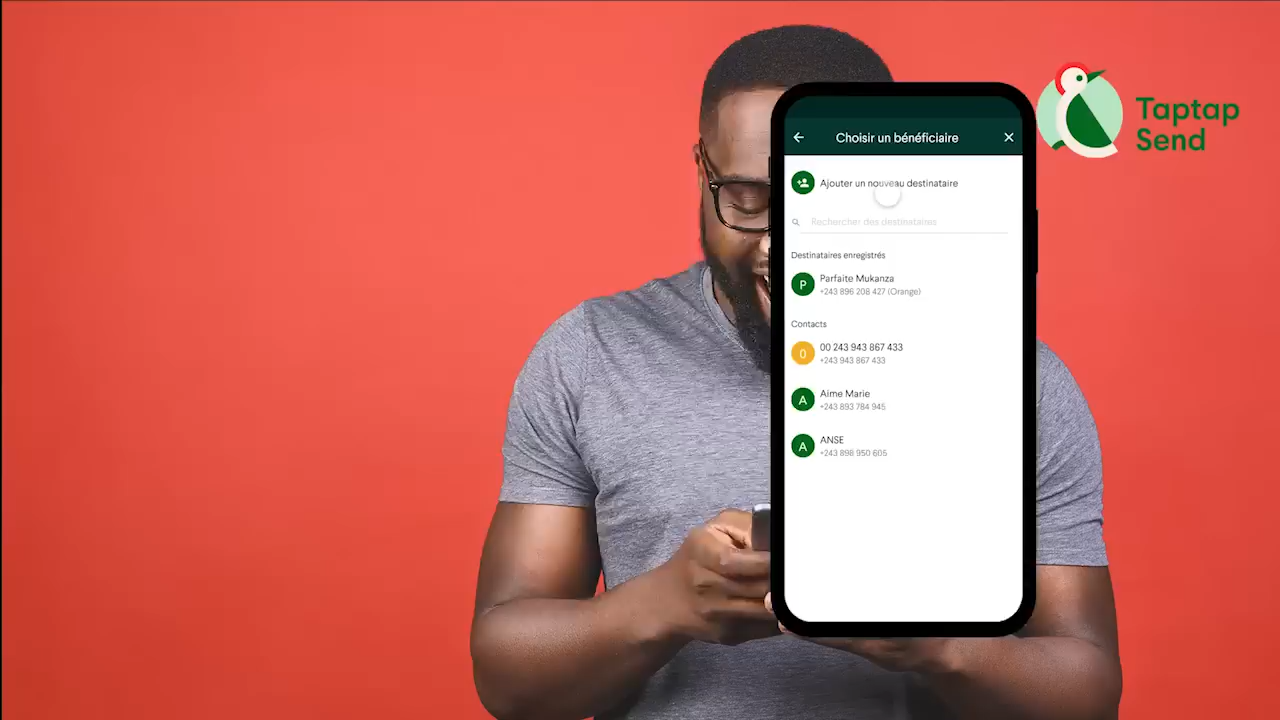 Taptap
Send
Choisir un bénéficiaire
Ajouter un nouveau destinataire
Rechercher des destinataires
Destinataires enregistrés
P
Parfaite Mukanza
+243 896 208 427 (Orange)
Contacts
0
00 243 943 867 433
+243 943 867 433
A
Aime Marie
+243 893 784 945
A
ANSE
+243 898 950 605